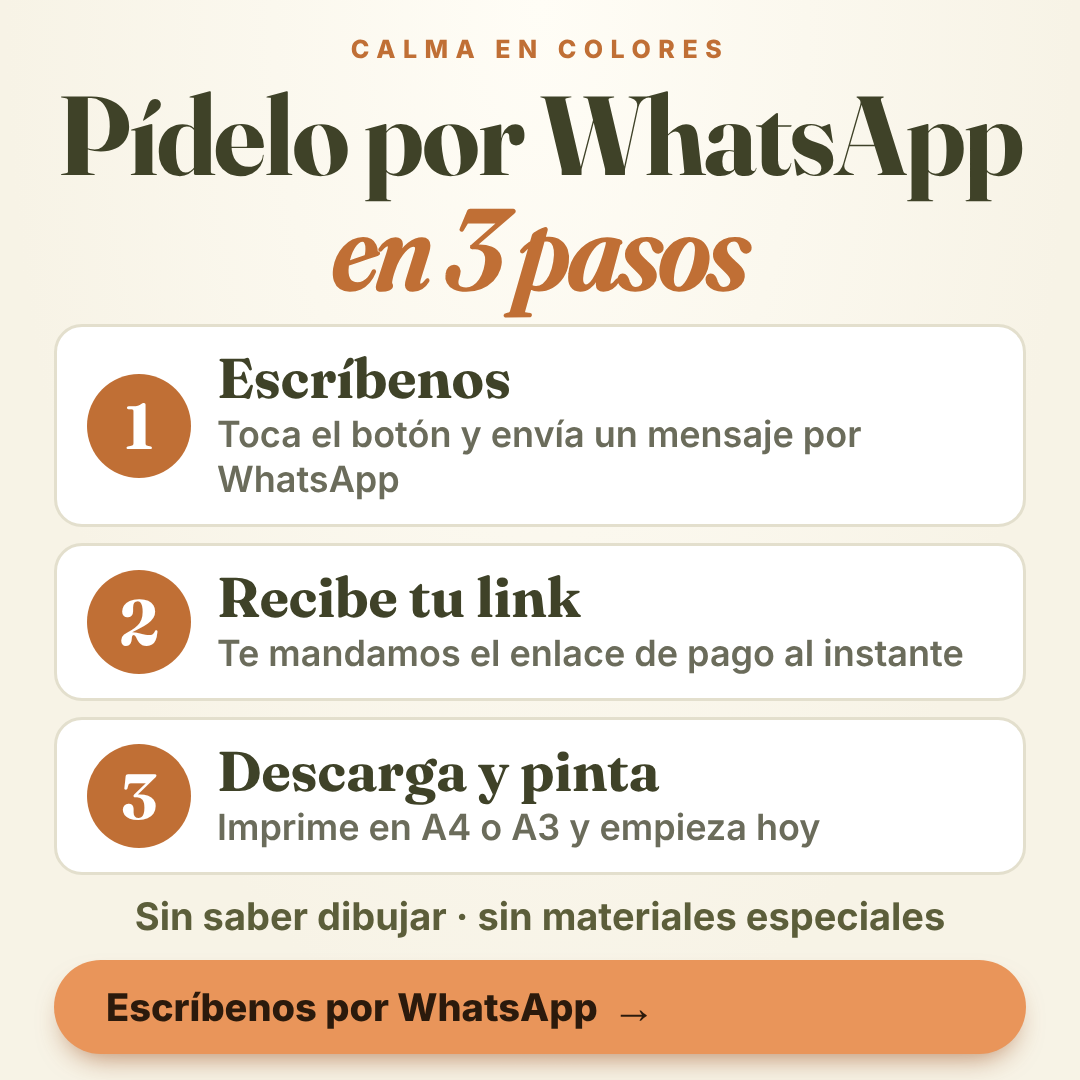 CALMA EN COLORES
Pídelo por WhatsApp
en 3 pasos
1
Escríbenos
Toca el botón y envía un mensaje por
WhatsApp
2
Recibe tu link
Te mandamos el enlace de pago al instante
3
Descarga y pinta
Imprime en A4 o A3 y empieza hoy
Sin saber dibujar · sin materiales especiales
Escríbenos por WhatsApp →